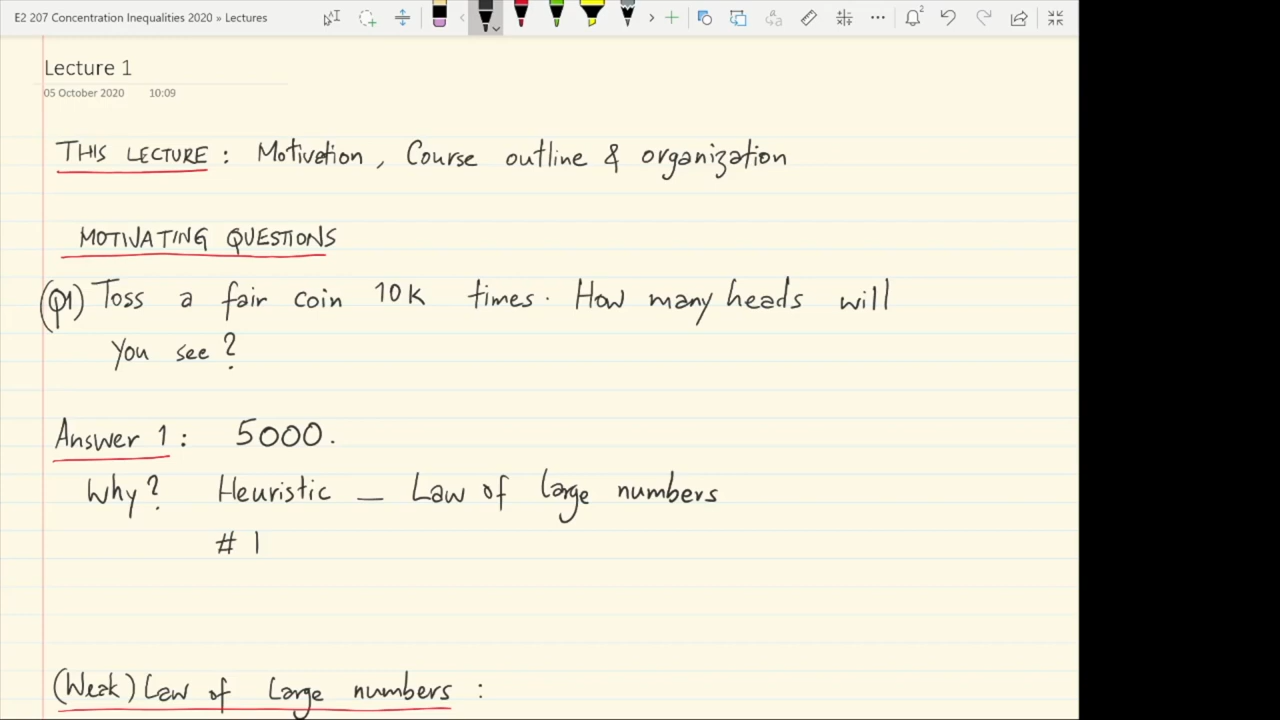 E2 207 Concentration Inequalities 2020 » Lectures
2
Lecture 1
05 October 2020 10:09
THIS LECTURE : Motivation, Course outline & organization
MOTIVATING QUESTIONS
(Q1) Toss a fair coin 10K times. How many heads will
you see?
Answer 1 : 5000.
Why? Heuristic – Law of large numbers
# 1
(Weak) Law of Large numbers :